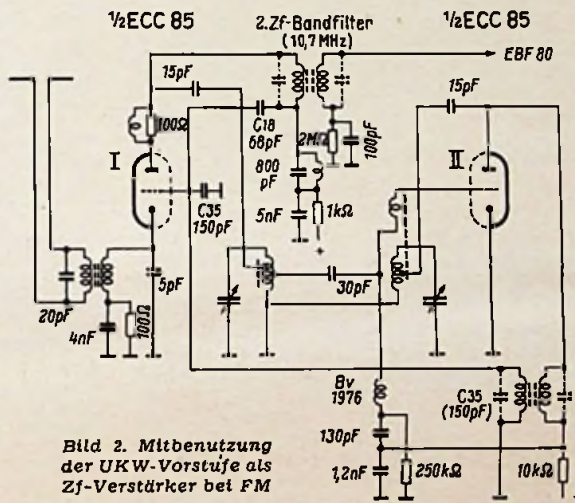 ½ECC 85
2.Zf-Bandfilter
(10,7 MHz)
½ECC 85
EBF 80
15pF
15pF
100Ω
C18
68pF
2MΩ
100pF
I
II
800
pF
C35
150pF
5nF
1kΩ
+
5pF
30pF
20pF
4nF
100Ω
Bv
1976
C35
(150pF)
130pF
1,2nF
250kΩ
10kΩ
Bild 2. Mitbenutzung
der UKW-Vorstufe als
Zf-Verstärker bei FM